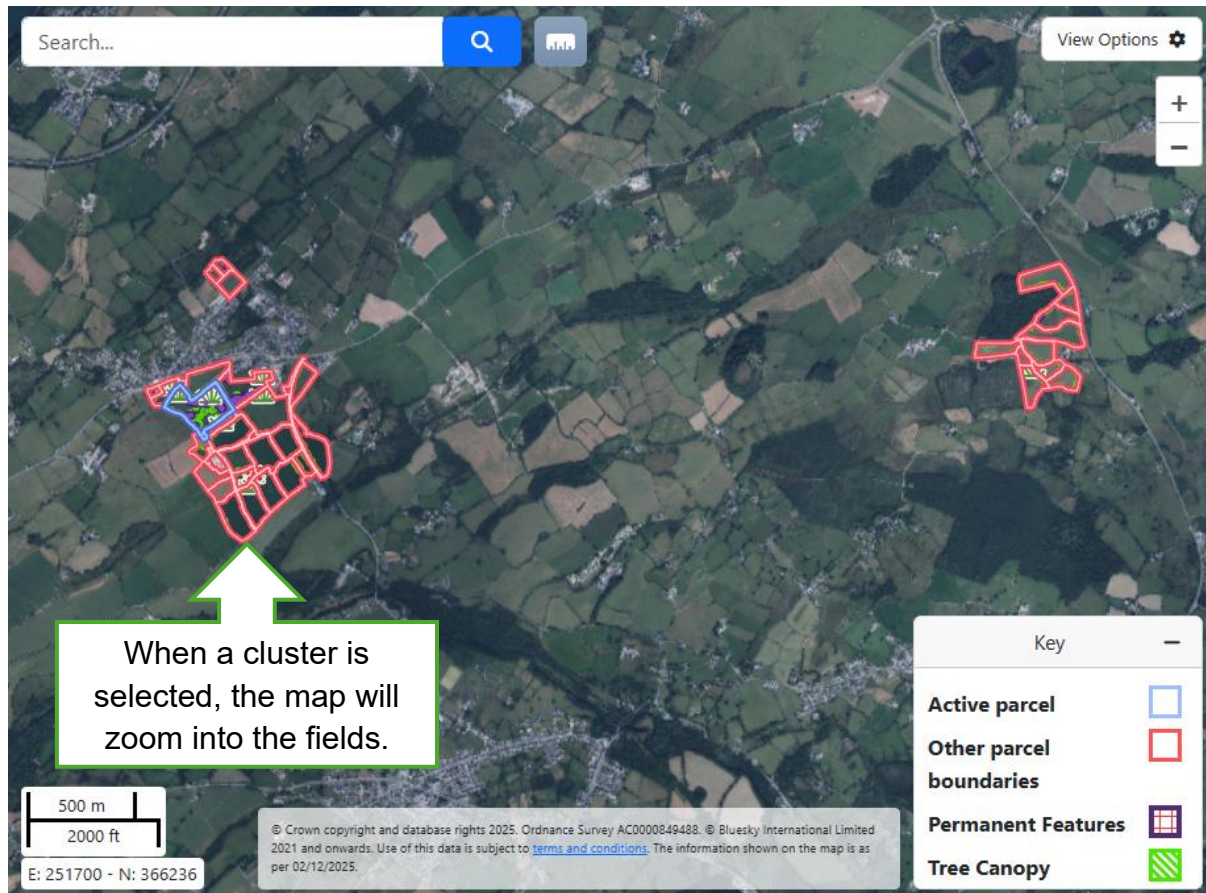 Search...
View Options
+
−
When a cluster is
selected, the map will
zoom into the fields.
Key −
Active parcel
Other parcel
boundaries
Permanent Features
Tree Canopy
500 m
2000 ft
E: 251700 - N: 366236
© Crown copyright and database rights 2025. Ordnance Survey AC0000849488. © Bluesky International Limited
2021 and onwards. Use of this data is subject to terms and conditions. The information shown on the map is as
per 02/12/2025.